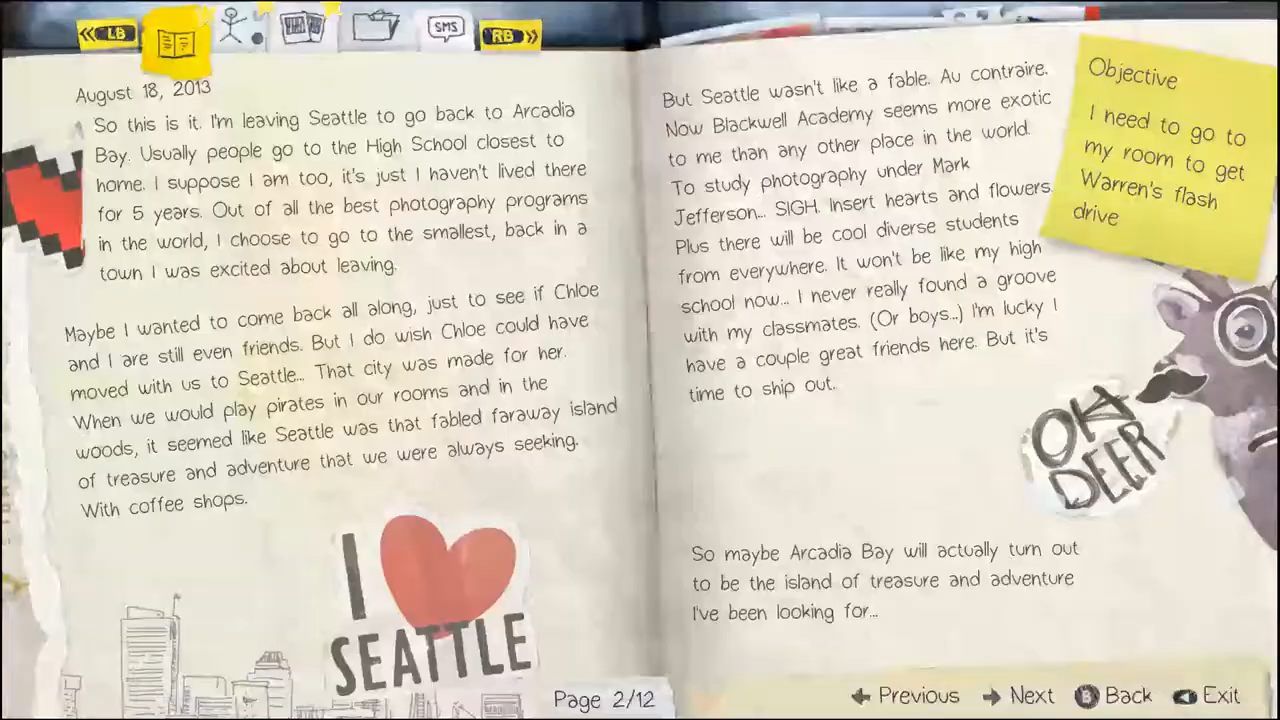 LB
SMS
RB
August 18, 2013
So this is it. I'm leaving Seattle to go back to Arcadia
Bay. Usually people go to the High School closest to
home. I suppose I am too, it's just I haven't lived there
for 5 years. Out of all the best photography programs
in the world, I choose to go to the smallest, back in a
town I was excited about leaving.
Maybe I wanted to come back all along, just to see if Chloe
and I are still even friends. But I do wish Chloe could have
moved with us to Seattle... That city was made for her.
When we would play pirates in our rooms and in the
woods, it seemed like Seattle was that fabled faraway island
of treasure and adventure that we were always seeking.
With coffee shops.
I
SEATTLE
But Seattle wasn't like a fable. Au contraire.
Now Blackwell Academy seems more exotic
to me than any other place in the world.
To study photography under Mark
Jefferson... SIGH. Insert hearts and flowers.
Plus there will be cool diverse students
from everywhere. It won't be like my high
school now... I never really found a groove
with my classmates. (Or boys...) I'm lucky I
have a couple great friends here. But it's
time to ship out.
OH
DEER
So maybe Arcadia Bay will actually turn out
to be the island of treasure and adventure
I've been looking for...
Objective
I need to go to
my room to get
Warren's flash
drive
Page 2/12
Previous
Next
B Back
Exit